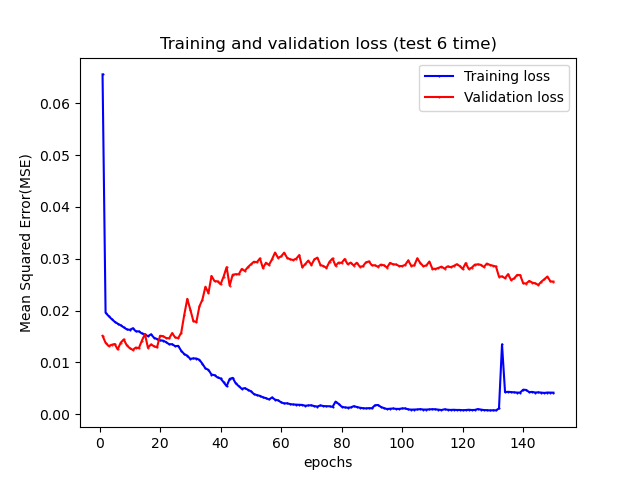 Training and validation loss (test 6 time)
Training loss
Validation loss
Mean Squared Error(MSE)
0.06
0.05
0.04
0.03
0.02
0.01
0.00
0 20 40 60 80 100 120 140
epochs